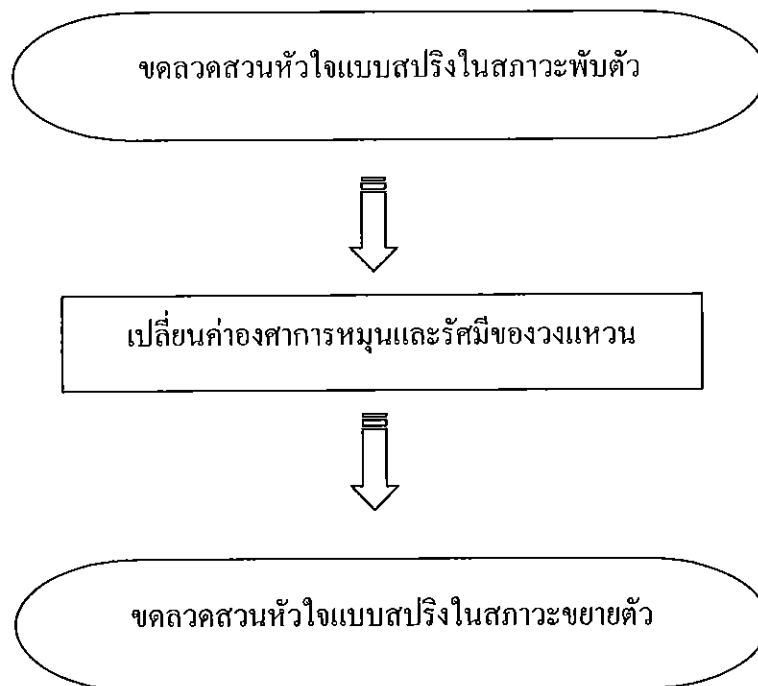 ขดลวดสวนหัวใจแบบสปริงในสภาวะพับตัว
เปลี่ยนค่าองศาการหมุนและรัศมีของวงแหวน
ขดลวดสวนหัวใจแบบสปริงในสภาวะขยายตัว